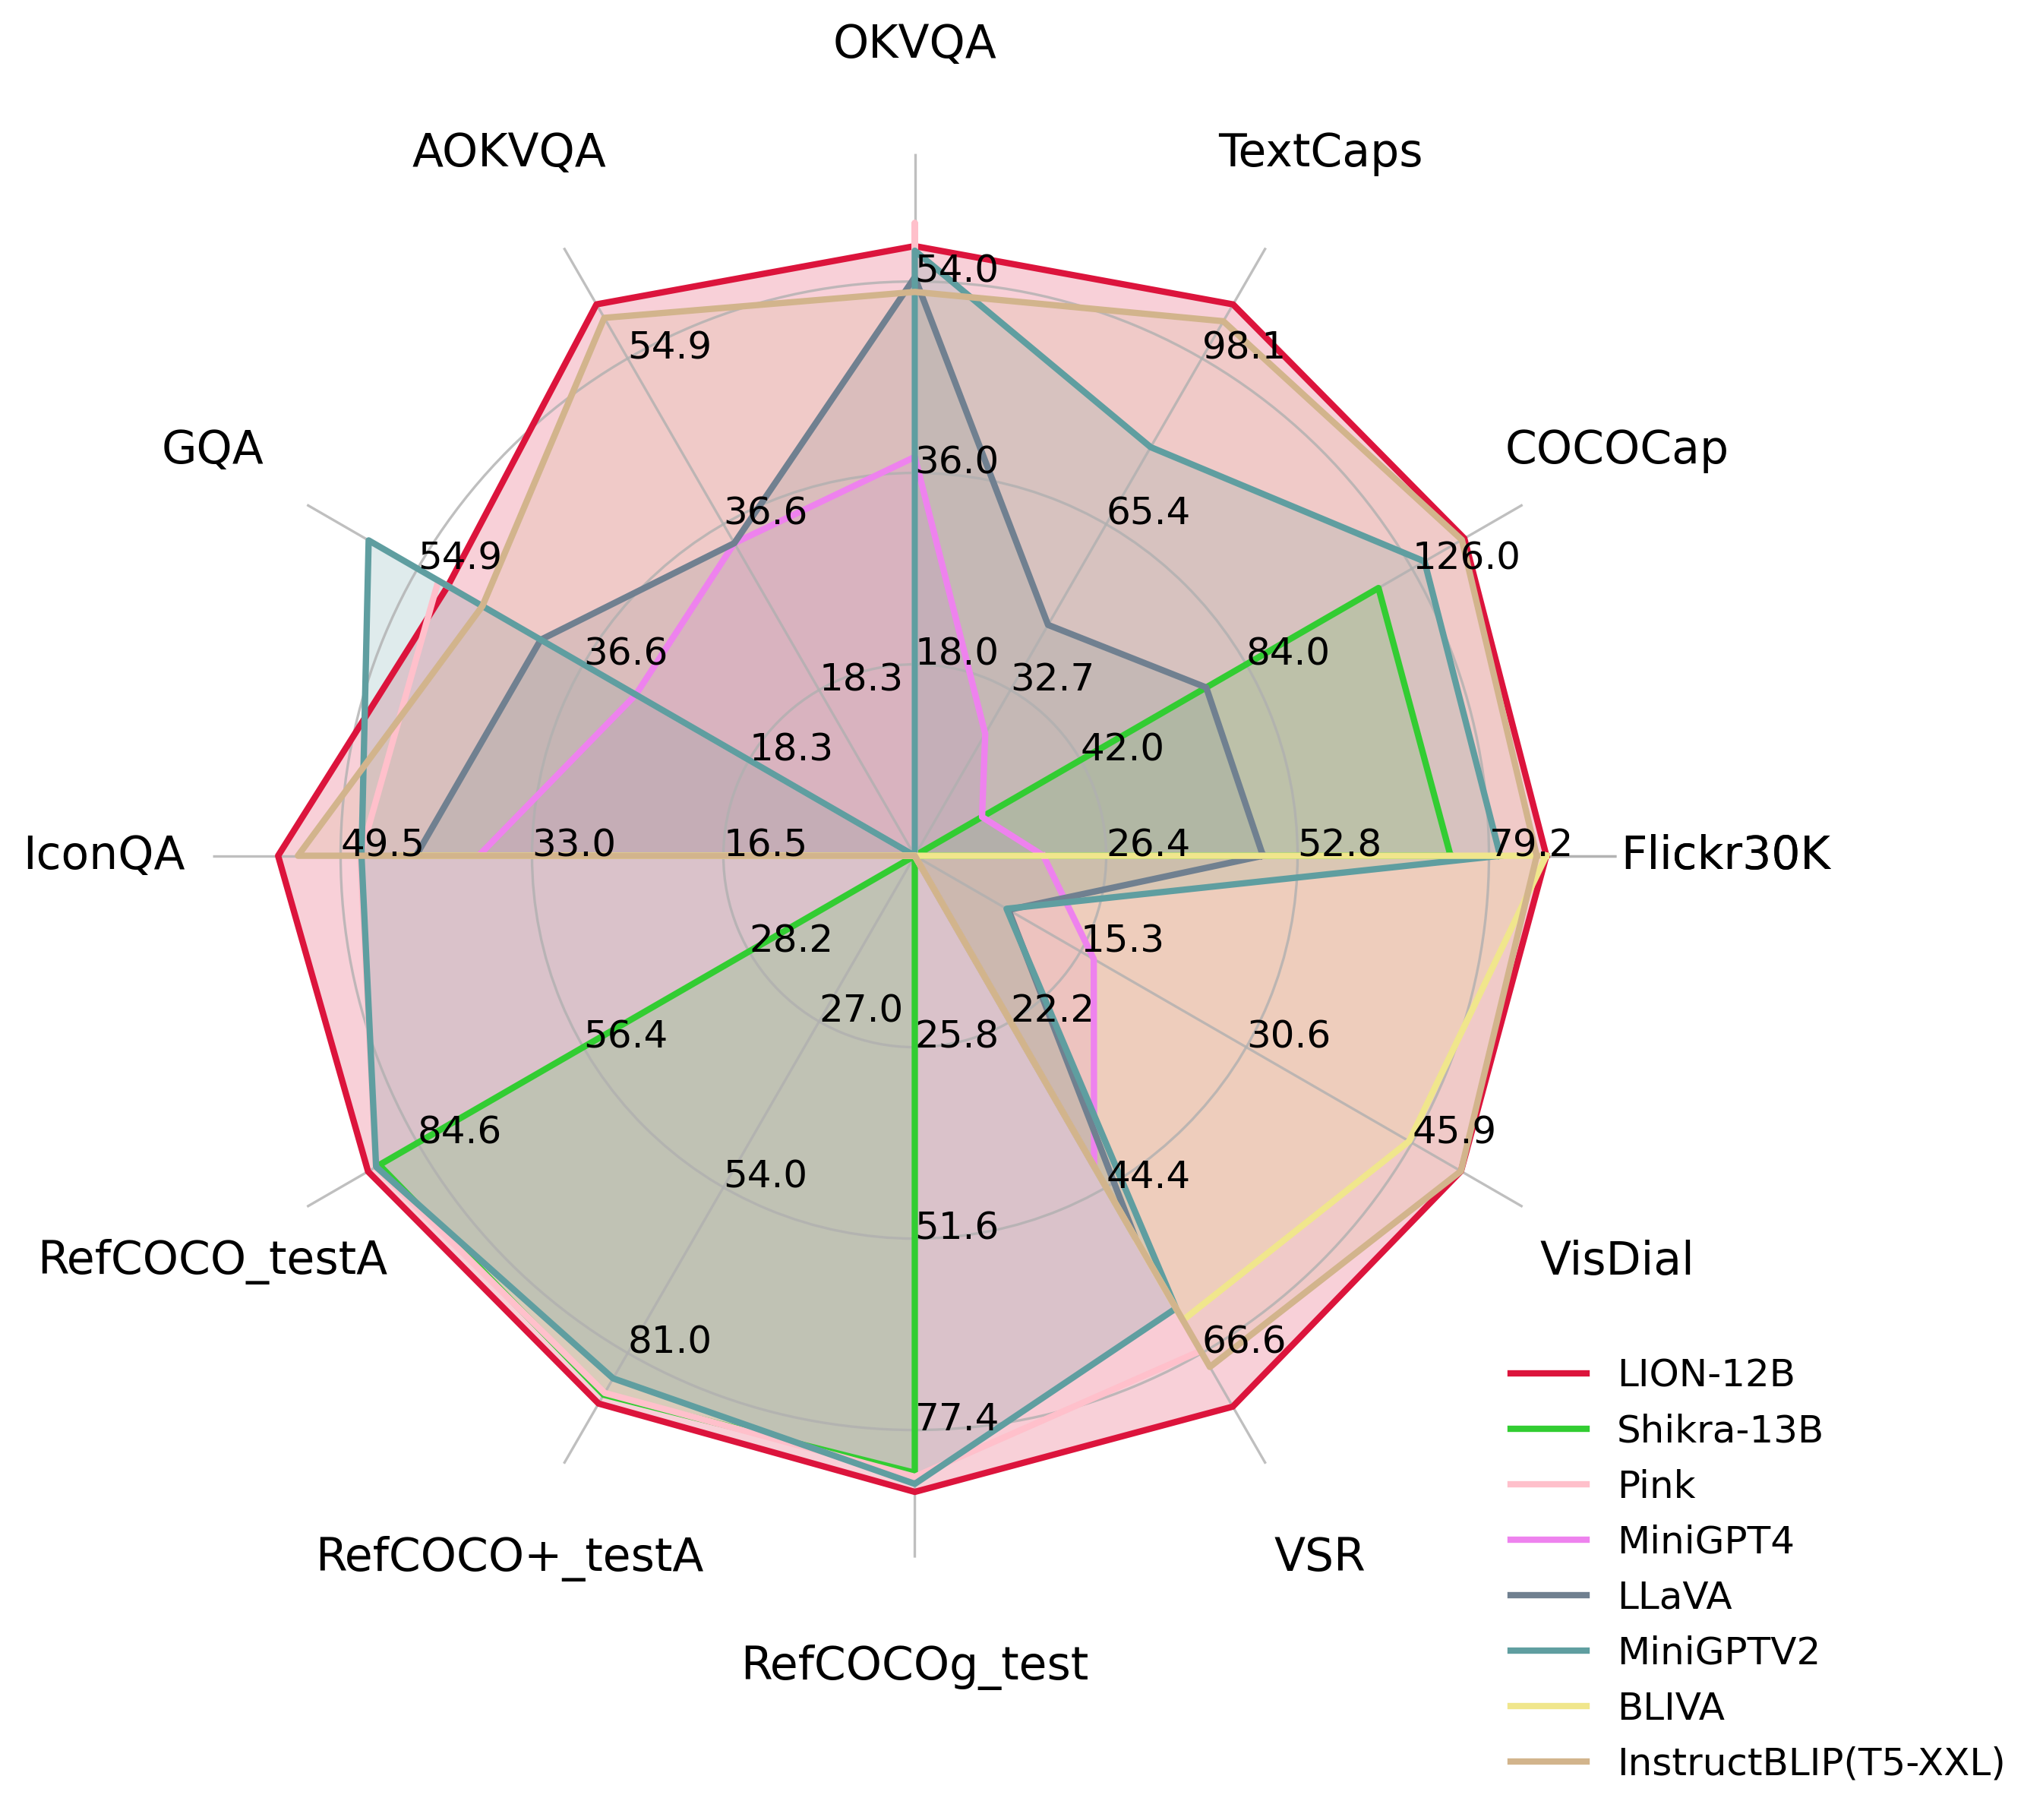 OKVQA
AOKVQA
TextCaps
GQA
COCOCap
54.0
54.9
98.1
54.9
126.0
36.0
36.6
65.4
36.6
18.0
84.0
18.3
32.7
18.3
42.0
IconQA
49.5
33.0
16.5
26.4
52.8
79.2
Flickr30K
28.2
15.3
27.0
25.8
22.2
56.4
30.6
84.6
45.9
54.0
44.4
51.6
RefCOCO_testA
VisDial
81.0
66.6
77.4
RefCOCO+_testA
VSR
RefCOCOg_test
LION-12B
Shikra-13B
Pink
MiniGPT4
LLaVA
MiniGPTV2
BLIVA
InstructBLIP(T5-XXL)